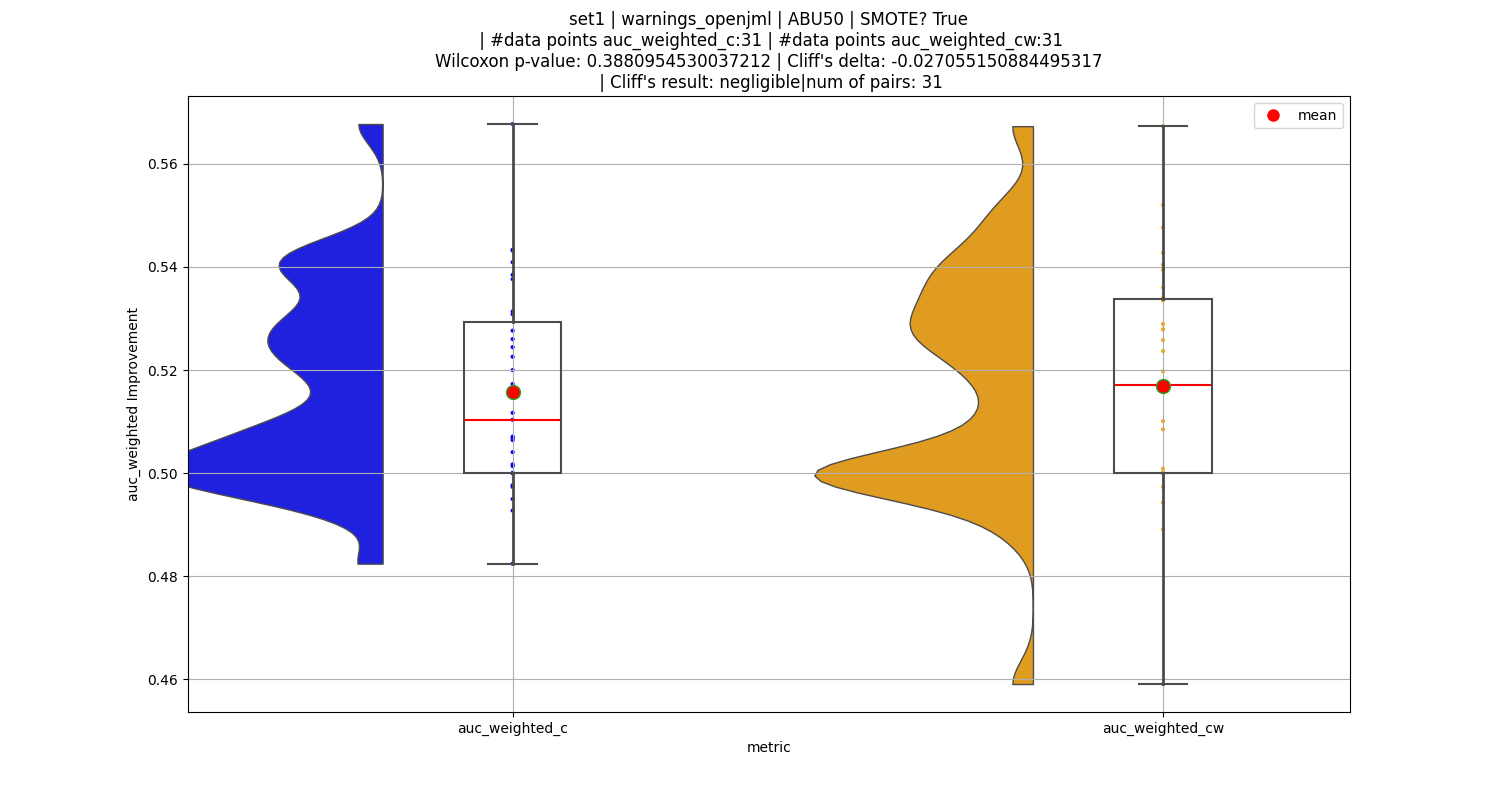 set1 | warnings_openjml | ABU50 | SMOTE? True
| #data points auc_weighted_c:31 | #data points auc_weighted_cw:31
Wilcoxon p-value: 0.3880954530037212 | Cliff's delta: -0.027055150884495317
| Cliff's result: negligible|num of pairs: 31
mean
0.56
0.54
0.52
0.50
0.48
0.46
auc_weighted Improvement
auc_weighted_c
auc_weighted_cw
metric